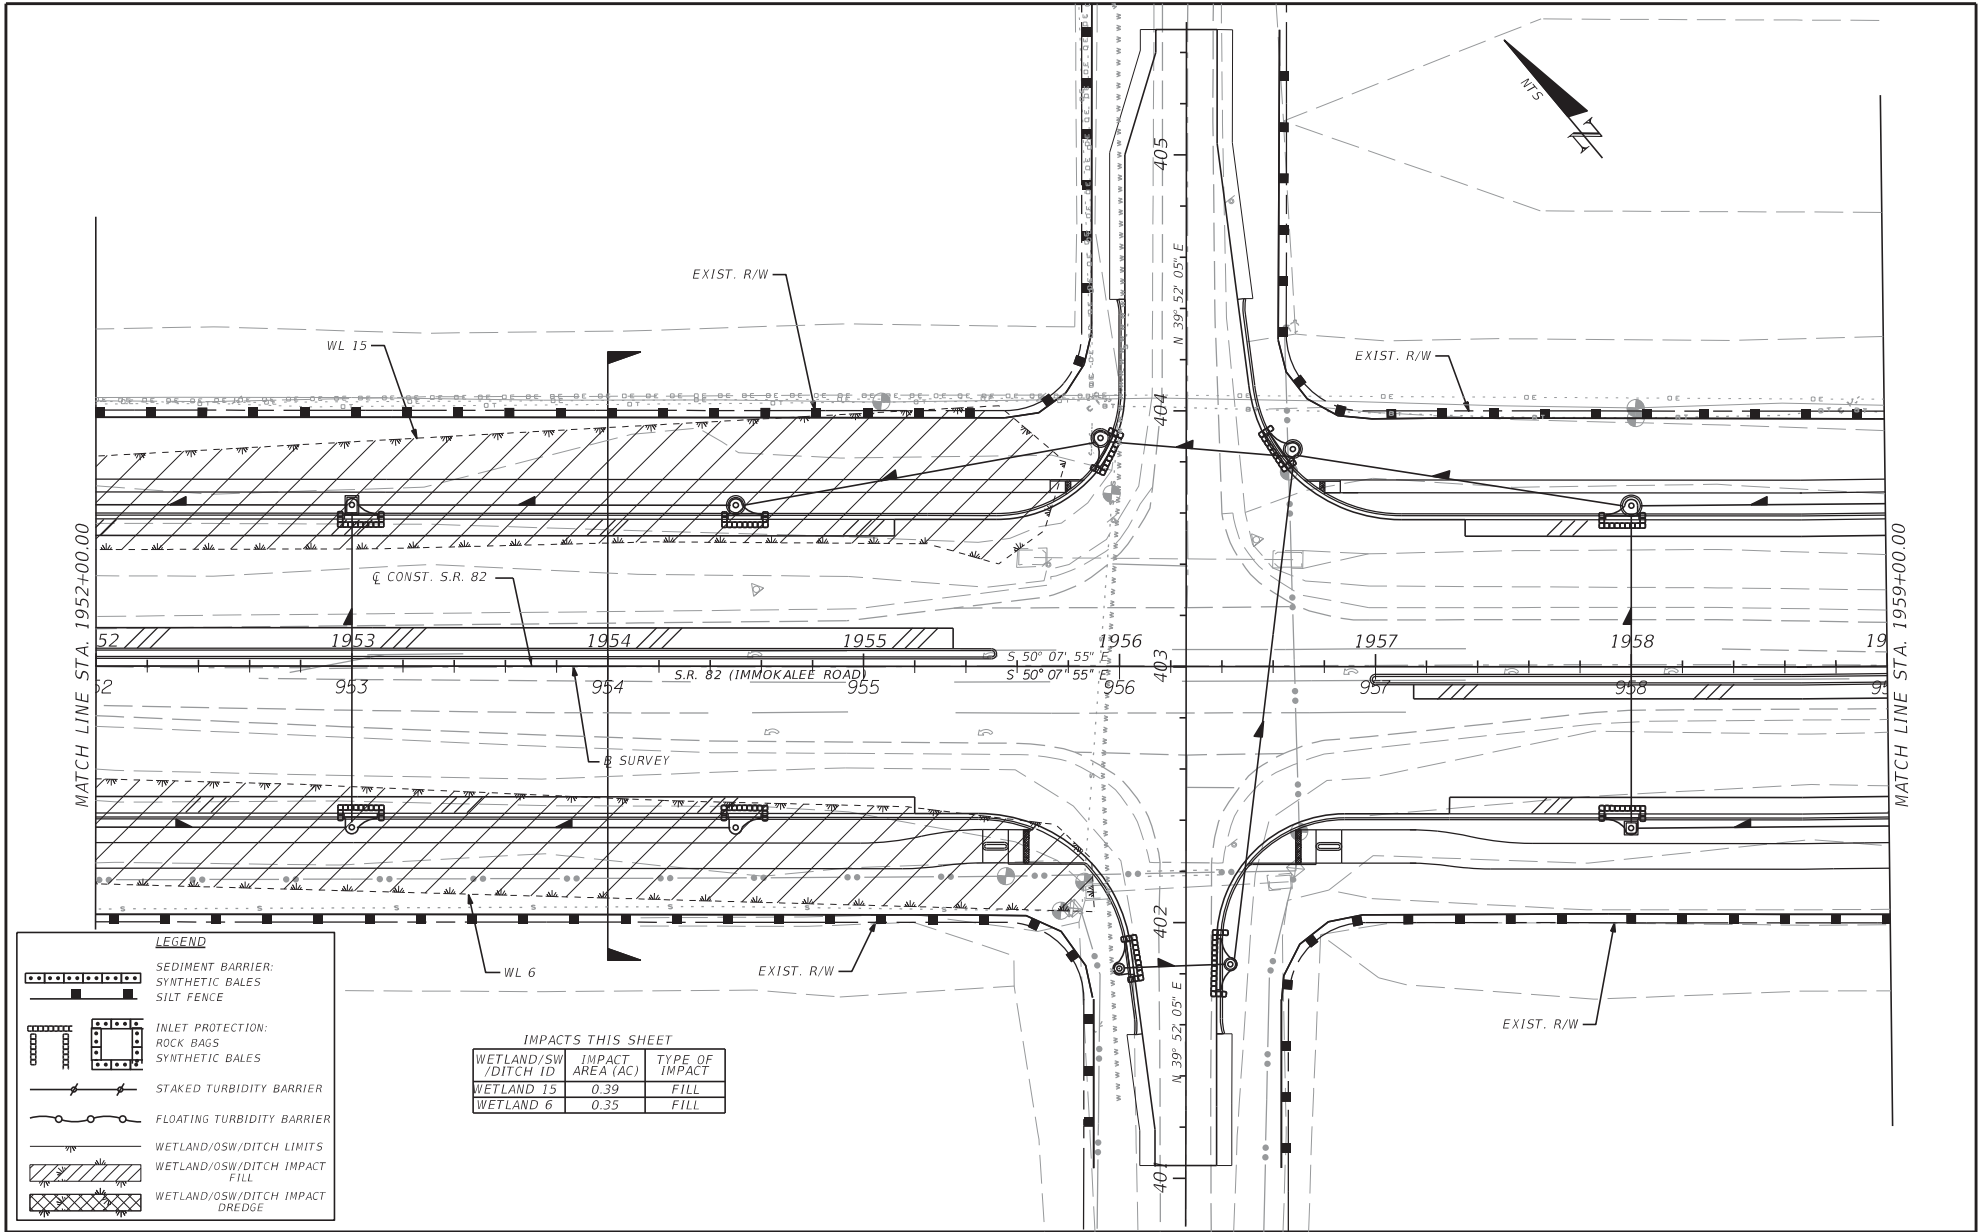 NTS
N
405
N 39° 52' 05" E
EXIST. R/W
WL 15
EXIST. R/W
404
MATCH LINE STA. 1952+00.00
MATCH LINE STA. 1959+00.00
℄ CONST. S.R. 82
52
1953
1954
1955
1956
1957
1958
19
S 50° 07' 55" E
403
S.R. 82 (IMMOKALEE ROAD)
S 50° 07' 55" E
52
953
954
955
956
957
958
95
B SURVEY
402
WL 6
EXIST. R/W
EXIST. R/W
N 39° 52' 05" E
401
LEGEND
SEDIMENT BARRIER:
SYNTHETIC BALES
SILT FENCE
INLET PROTECTION:
ROCK BAGS
SYNTHETIC BALES
STAKED TURBIDITY BARRIER
FLOATING TURBIDITY BARRIER
WETLAND/OSW/DITCH LIMITS
WETLAND/OSW/DITCH IMPACT
FILL
WETLAND/OSW/DITCH IMPACT
DREDGE
IMPACTS THIS SHEET
WETLAND/SW IMPACT TYPE OF
/DITCH ID AREA (AC) IMPACT
WETLAND 15 0.39 FILL
WETLAND 6 0.35 FILL